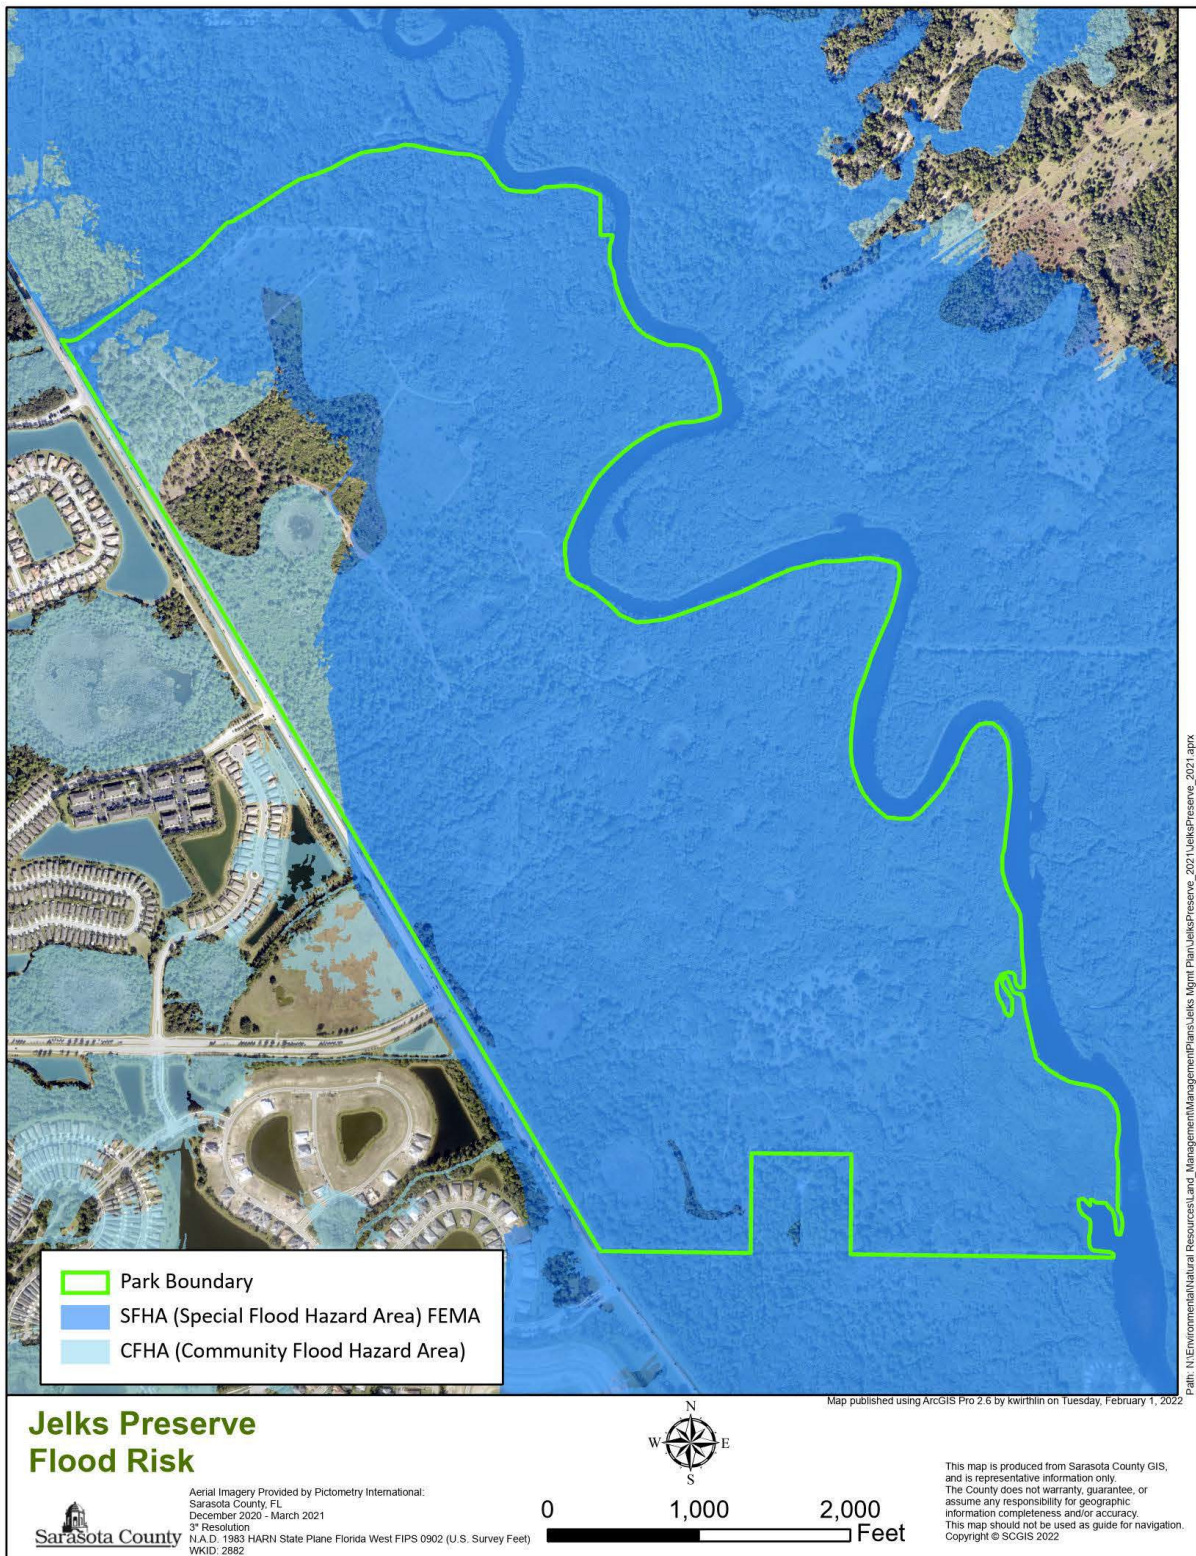 Park Boundary
SFHA (Special Flood Hazard Area) FEMA
CFHA (Community Flood Hazard Area)
Path: N:\Environmental\Natural Resources\Land_Management\ManagementPlans\Jelks Mgmt Plan\JelksPreserve_2021\JelksPreserve_2021.aprx
Map published using ArcGIS Pro 2.6 by kwirthlin on Tuesday, February 1, 2022
Jelks Preserve
Flood Risk
Sarasota County
Aerial Imagery Provided by Pictometry International:
Sarasota County, FL
December 2020 - March 2021
3" Resolution
N.A.D. 1983 HARN State Plane Florida West FIPS 0902 (U.S. Survey Feet)
WKID: 2882
N
W E
S
0 1,000 2,000
Feet
This map is produced from Sarasota County GIS,
and is representative information only.
The County does not warranty, guarantee, or
assume any responsibility for geographic
information completeness and/or accuracy.
This map should not be used as guide for navigation.
Copyright © SCGIS 2022